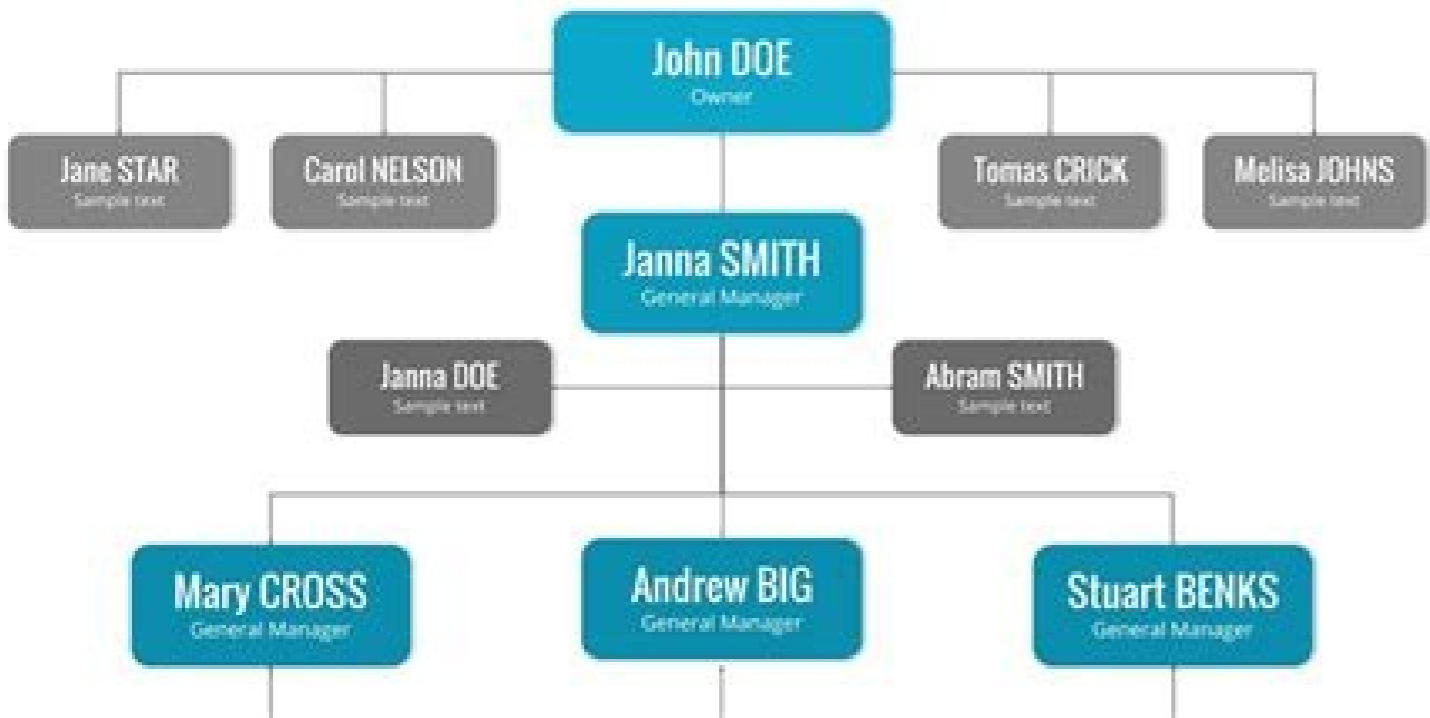 John DOE
Owner
Jane STAR
Sample text
Carol NELSON
Sample text
Tomas CRICK
Sample text
Melisa JOHNS
Sample text
Janna SMITH
General Manager
Janna DOE
Sample text
Abram SMITH
Sample text
Mary CROSS
General Manager
Andrew BIG
General Manager
Stuart BENKS
General Manager